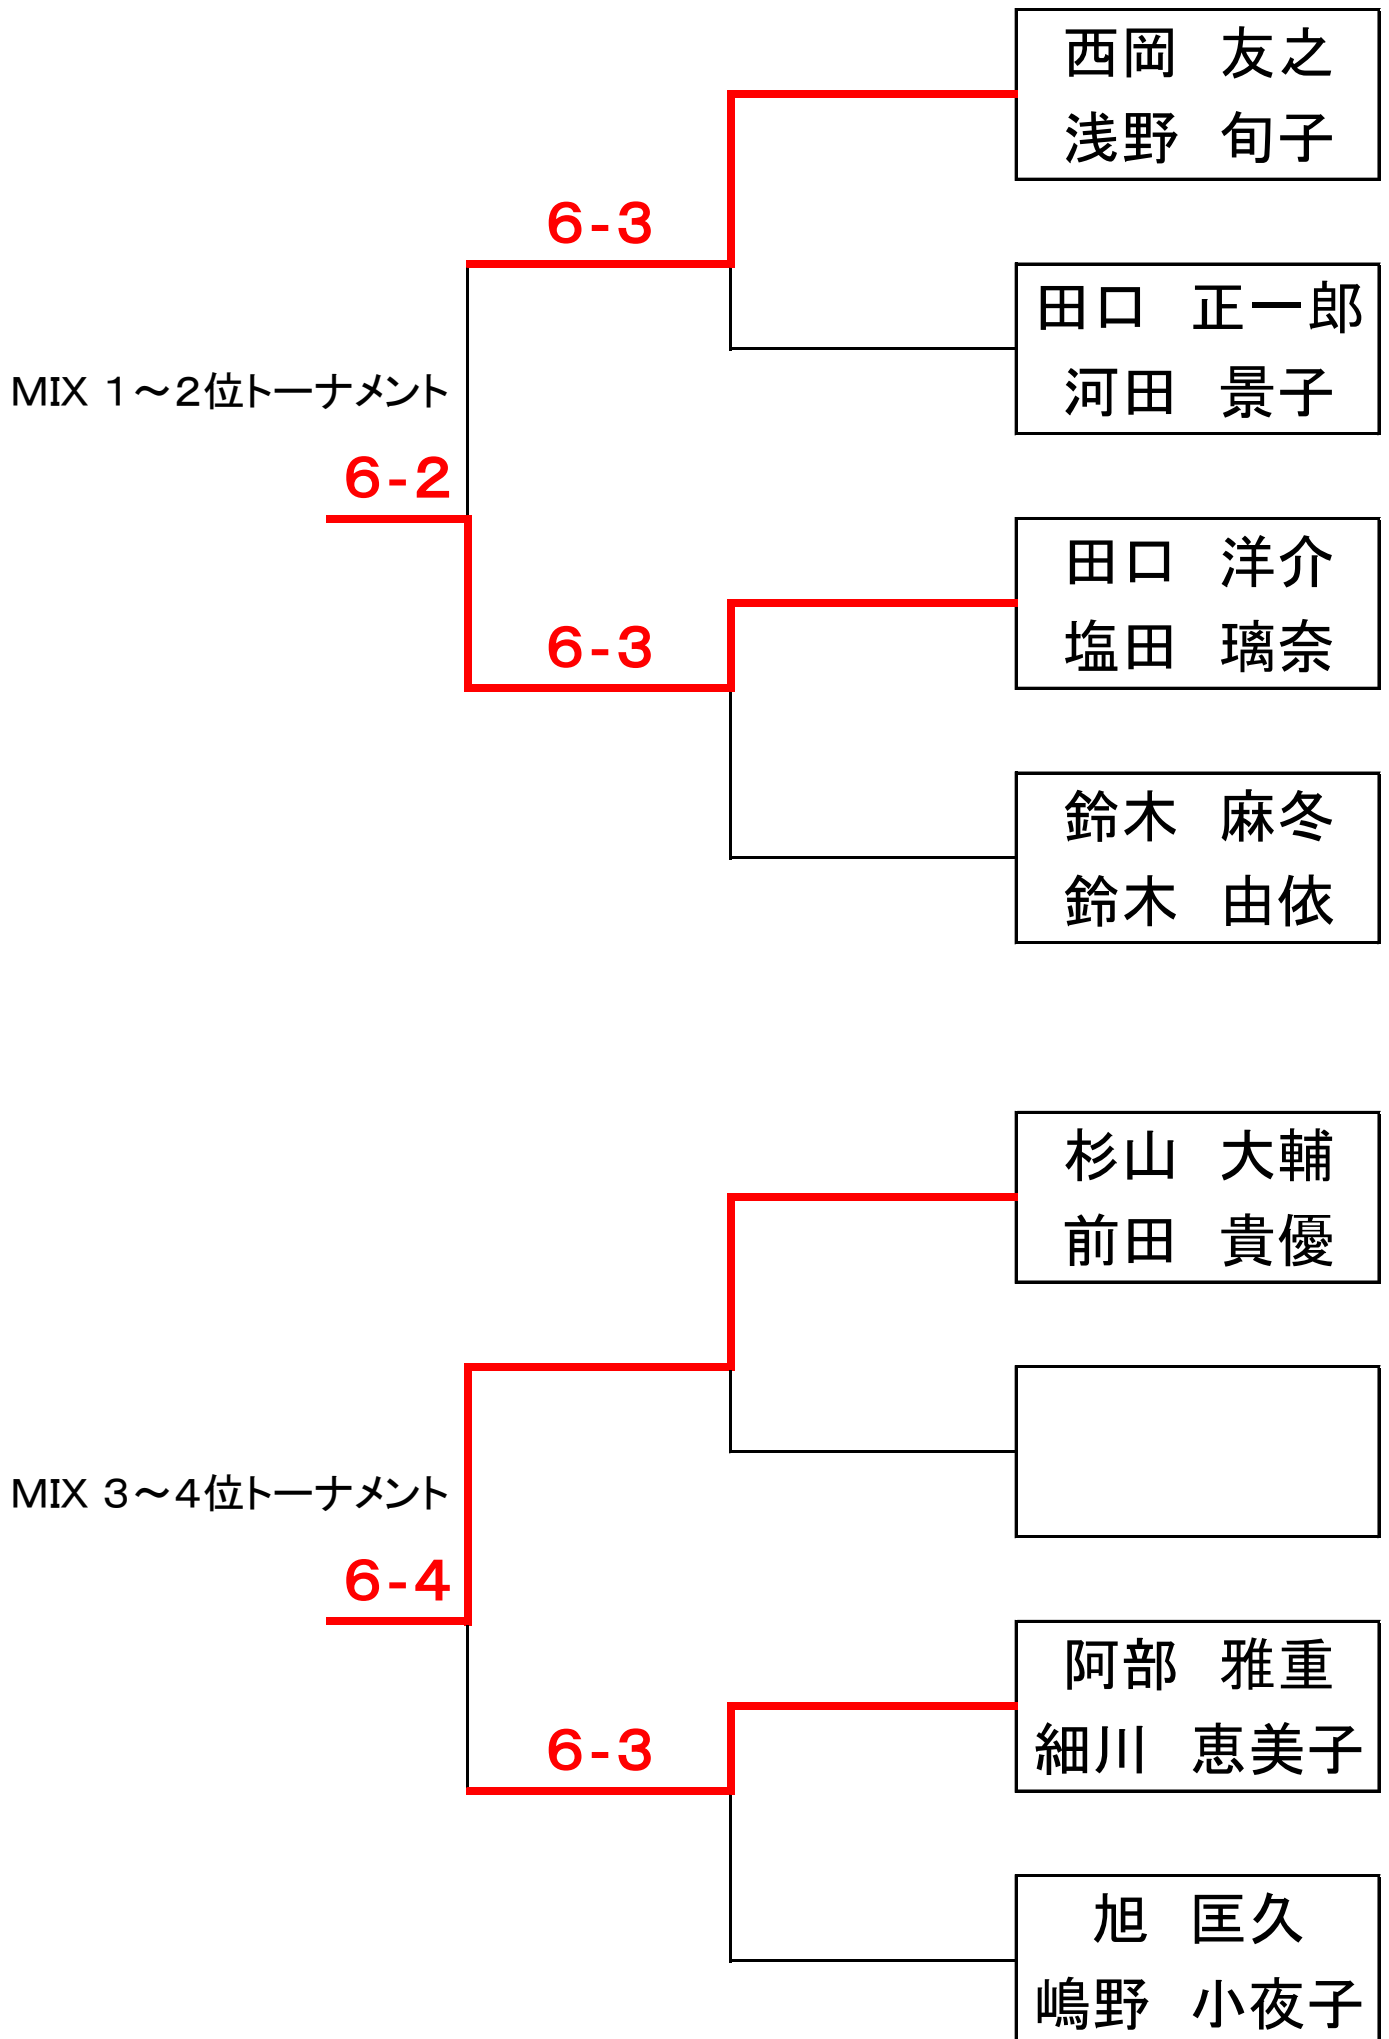 西岡 友之
浅野 旬子
6-3
田口 正一郎
MIX 1～2位トーナメント
河田 景子
6-2
田口 洋介
6-3
塩田 璃奈
鈴木 麻冬
鈴木 由依
杉山 大輔
前田 貴優
MIX 3～4位トーナメント
6-4
阿部 雅重
6-3
細川 恵美子
旭 匡久
嶋野 小夜子